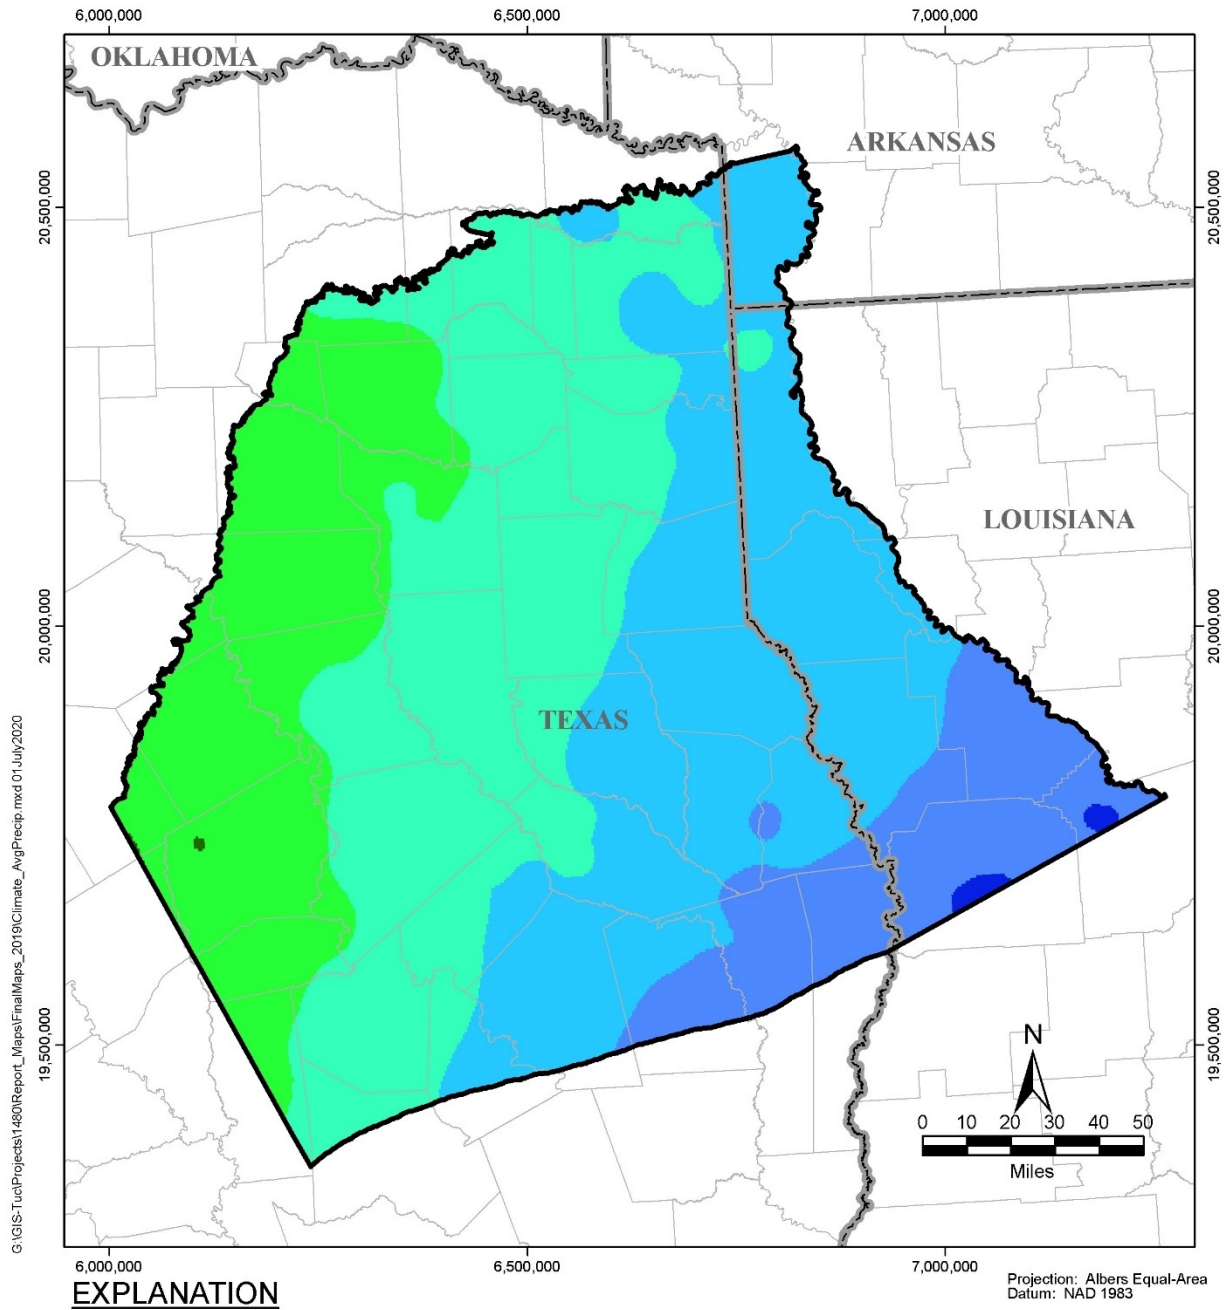 6,000,000 6,500,000 7,000,000
OKLAHOMA
ARKANSAS
20,500,000 20,500,000
LOUISIANA
20,000,000 20,000,000
TEXAS
G:\GIS-Tuc\Projects\1480\Report_Maps\FinalMaps_2019\Climate_AvgPrecip.mxd 01July2020
19,500,000 19,500,000
N
0 10 20 30 40 50
Miles
6,000,000 6,500,000 7,000,000
EXPLANATION
Projection: Albers Equal-Area
Datum: NAD 1983